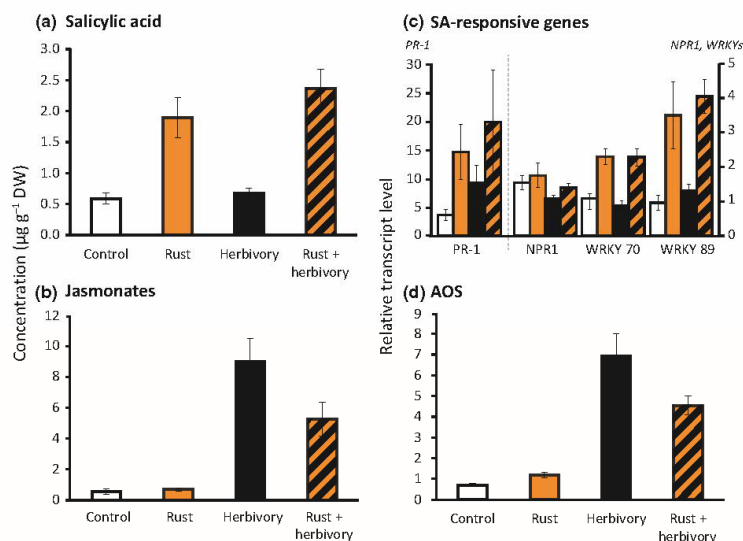 (a) Salicylic acid
3.0
2.5
2.0
1.5
1.0
0.5
0.0
Control Rust Herbivory Rust +
herbivory
(b) Jasmonates
12
10
8
6
4
2
0
Control Rust Herbivory Rust +
herbivory
Concentration (µg g⁻¹ DW)
(c) SA-responsive genes
PR-1 NPR1, WRKYs
30
25
20
15
10
5
0
5
4
3
2
1
0
PR-1 NPR1 WRKY 70 WRKY 89
(d) AOS
9
8
7
6
5
4
3
2
1
0
Control Rust Herbivory Rust +
herbivory
Relative transcript level